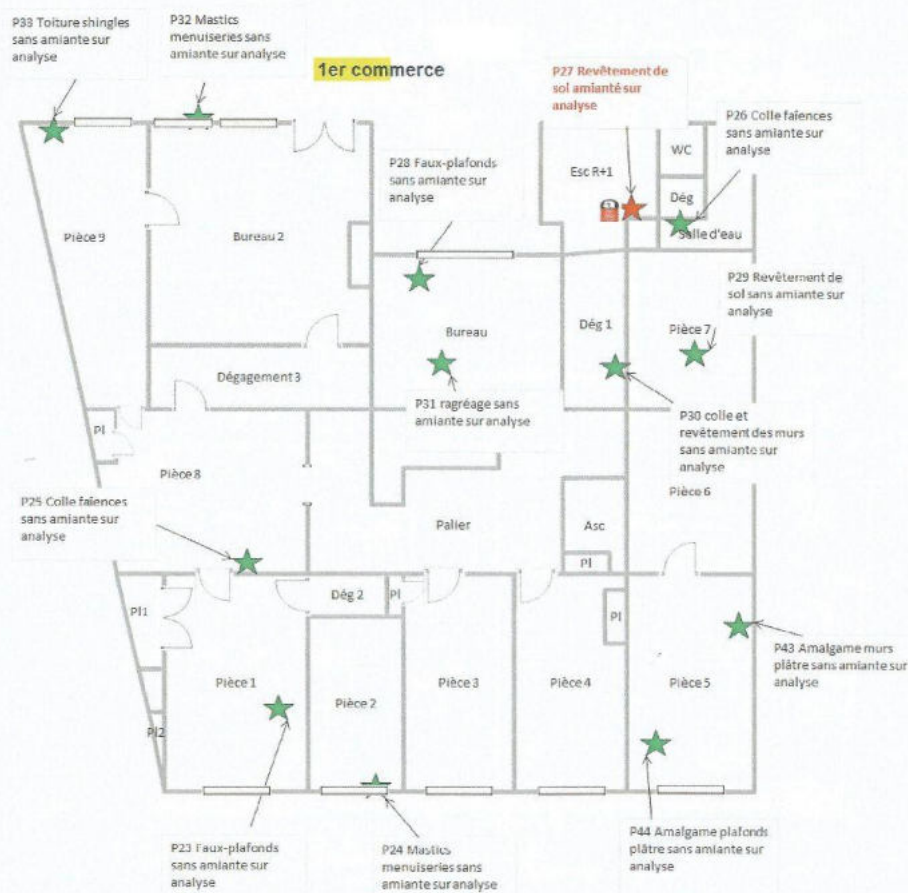 P33 Toiture shingles
sans amiante sur
analyse
P32 Mastics
menuiseries sans
amiante sur analyse
1er commerce
P27 Revêtement de
sol amianté sur
analyse
P26 Colle faïences
sans amiante sur
analyse
P28 Faux-plafonds
sans amiante sur
analyse
Esc R+1
WC
Dég
Salle d'eau
Pièce 9
Bureau 2
P29 Revêtement de
sol sans amiante sur
analyse
Bureau
Dég 1
Pièce 7
Dégagement 3
P31 ragréage sans
amiante sur analyse
P30 colle et
revêtement des murs
sans amiante sur
analyse
Pl
Pièce 8
Pièce 6
P25 Colle faïences
sans amiante sur
analyse
Palier
Asc
Pl
Pl1
Dég 2
Pl
Pl
P43 Amalgame murs
plâtre sans amiante sur
analyse
Pièce 1
Pièce 2
Pièce 3
Pièce 4
Pièce 5
Pl2
P23 Faux-plafonds
sans amiante sur
analyse
P24 Mastics
menuiseries sans
amiante sur analyse
P44 Amalgame plafonds
plâtre sans amiante sur
analyse